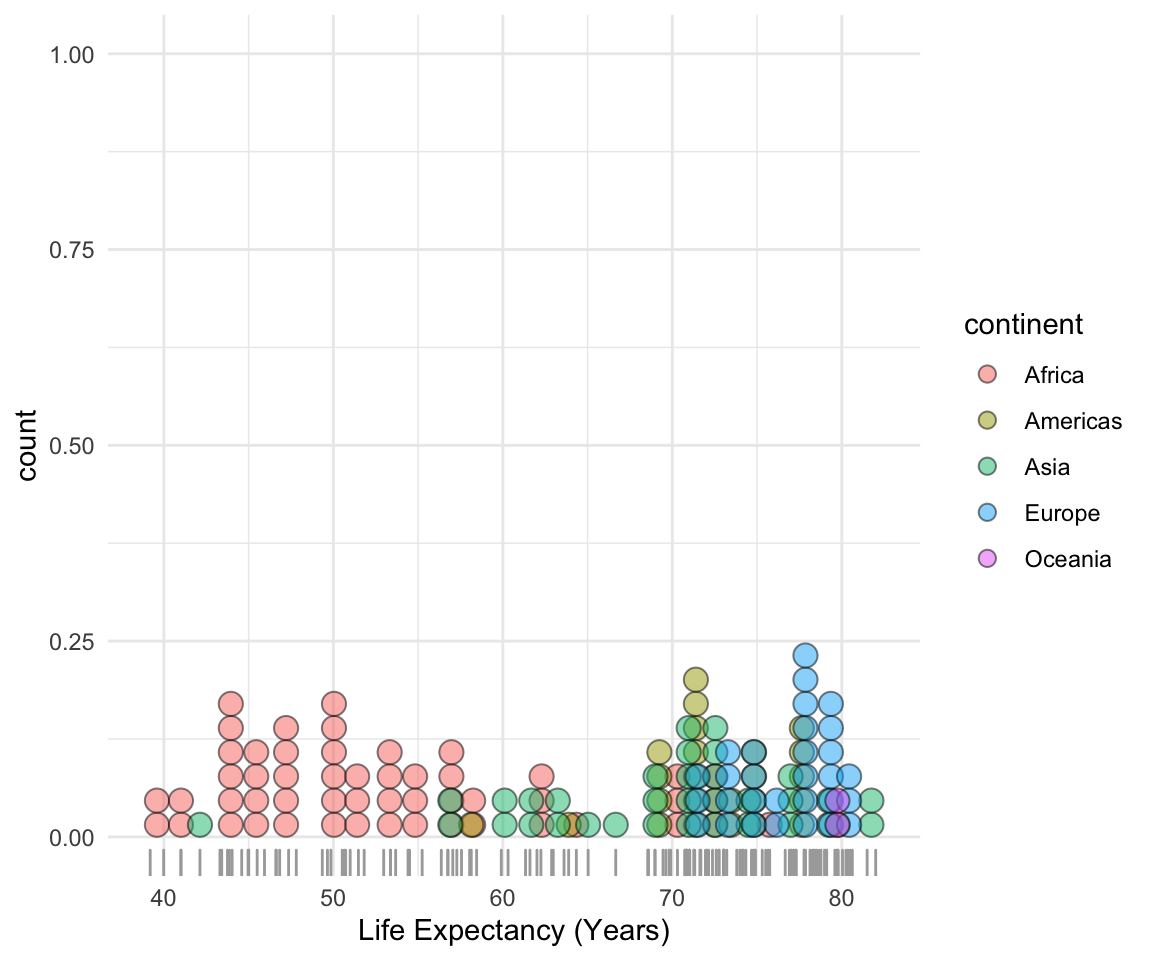 1.00
0.75
0.50
0.25
0.00
count
40 50 60 70 80
Life Expectancy (Years)
continent
Africa
Americas
Asia
Europe
Oceania